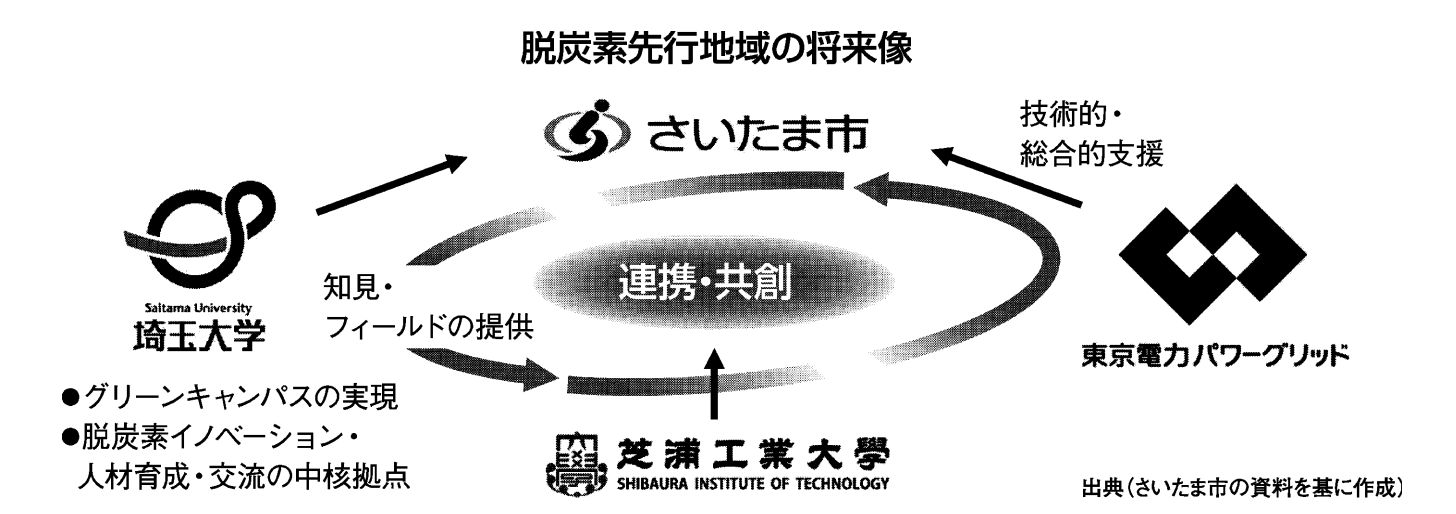 脱炭素先行地域の将来像
さいたま市
技術的・
総合的支援
Saitama University
埼玉大学
知見・
フィールドの提供
連携・共創
東京電力パワーグリッド
●グリーンキャンパスの実現
●脱炭素イノベーション・
人材育成・交流の中核拠点
芝浦工業大學
SHIBAURA INSTITUTE OF TECHNOLOGY
出典（さいたま市の資料を基に作成）